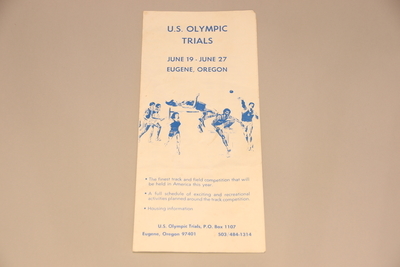 U.S. OLYMPIC
TRIALS
JUNE 19 - JUNE 27
EUGENE, OREGON
• The finest track and field competition that will
be held in America this year.
• A full schedule of exciting and recreational
activities planned around the track competition.
• Housing information
U.S. Olympic Trials, P.O. Box 1107
Eugene, Oregon 97401 503/484-1314